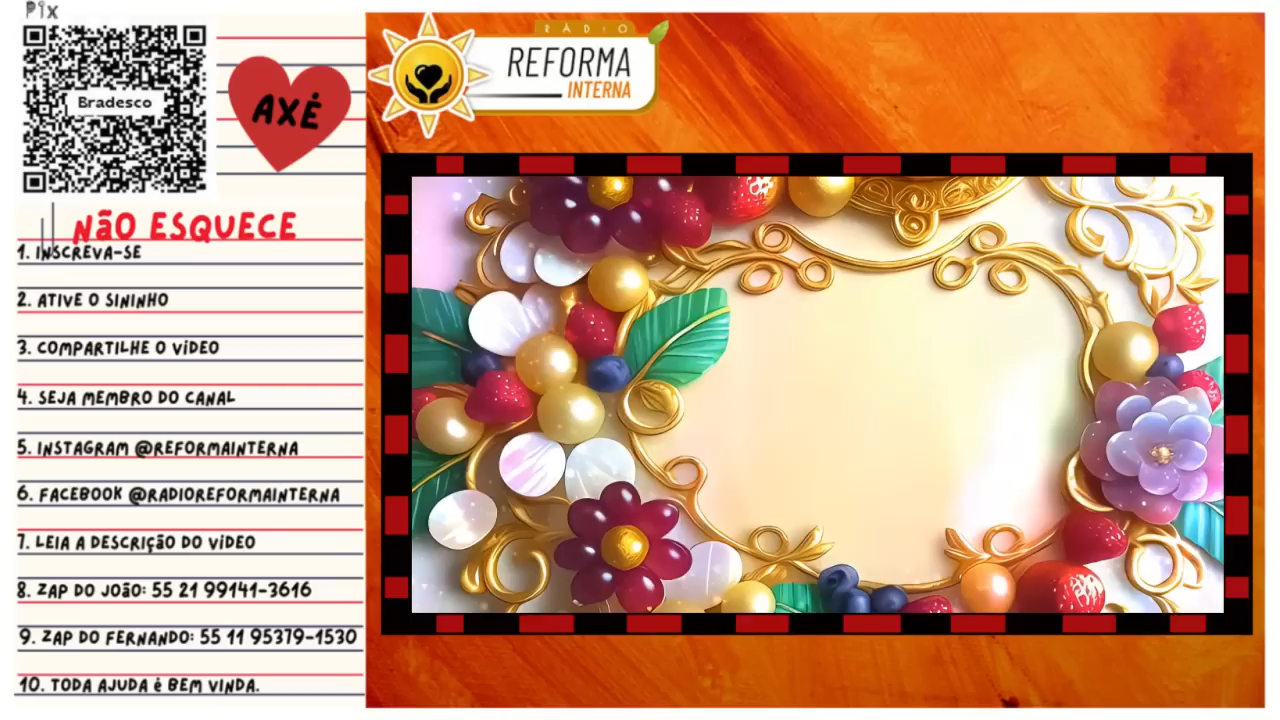 Pix
Bradesco
AXÉ
NÃO ESQUECE
1. INSCREVA-SE
2. ATIVE O SININHO
3. COMPARTILHE O VÍDEO
4. SEJA MEMBRO DO CANAL
5. INSTAGRAM @REFORMAINTERNA
6. FACEBOOK @RADIOREFORMAINTERNA
7. LEIA A DESCRIÇÃO DO VÍDEO
8. ZAP DO JOÃO: 55 21 99141-3616
9. ZAP DO FERNANDO: 55 11 95379-1530
10. TODA AJUDA É BEM VINDA.
RÁDIO
REFORMA
INTERNA